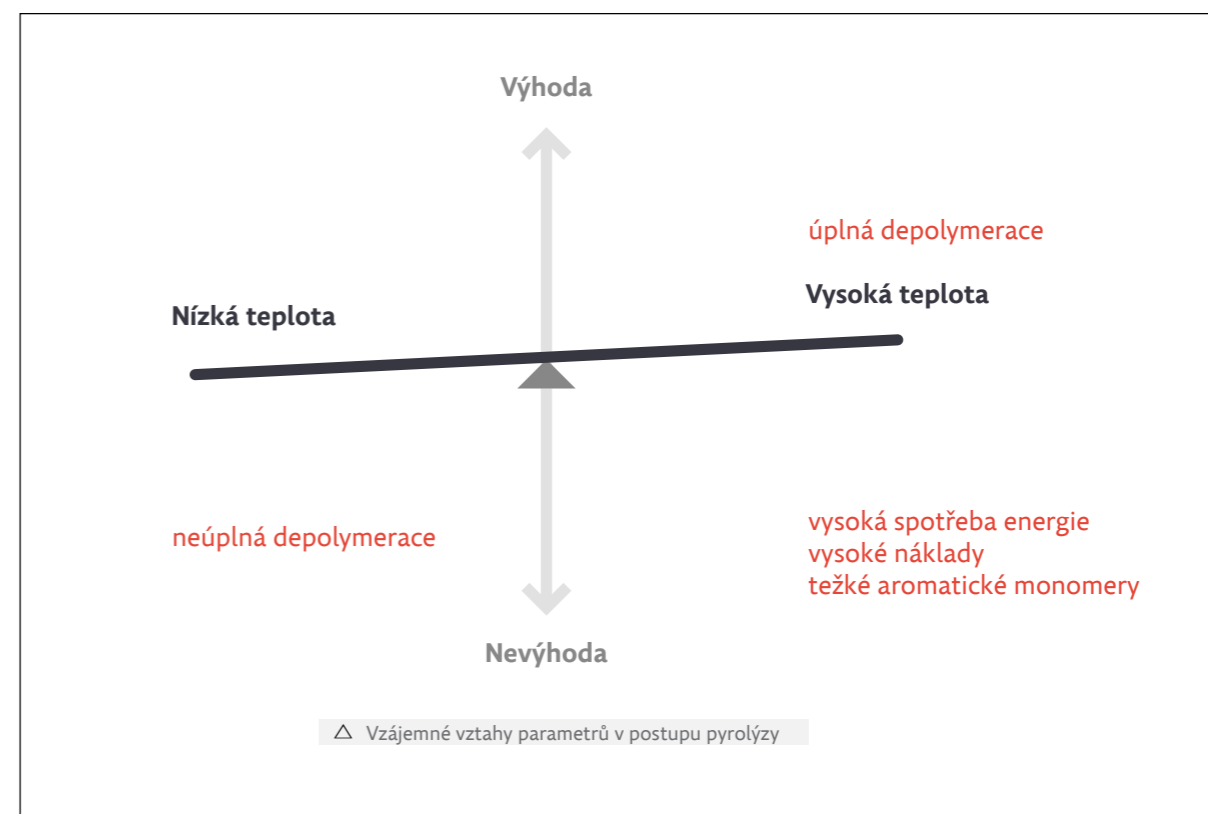 Výhoda
úplná depolymerace
Vysoká teplota
Nízká teplota
neúplná depolymerace
vysoká spotřeba energie
vysoké náklady
težké aromatické monomery
Nevýhoda
△ Vzájemné vztahy parametrů v postupu pyrolýzy